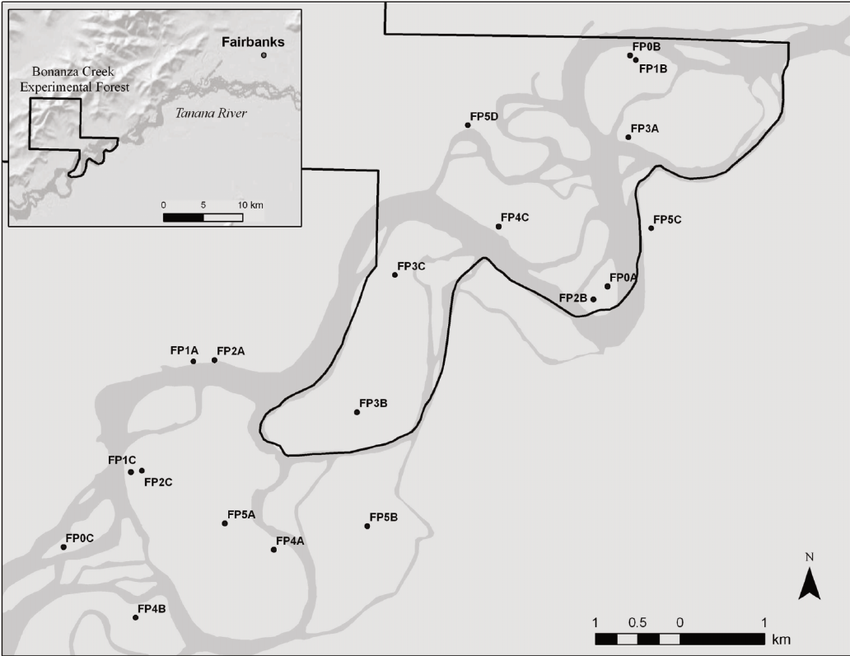 Fairbanks
Bonanza Creek
Experimental Forest
Tanana River
0 5 10 km
FP0B
FP1B
FP5D
FP3A
FP4C
FP5C
FP3C
FP0A
FP2B
FP1A FP2A
FP3B
FP1C
FP2C
FP5A
FP5B
FP0C
FP4A
FP4B
N
1 0.5 0 1
km